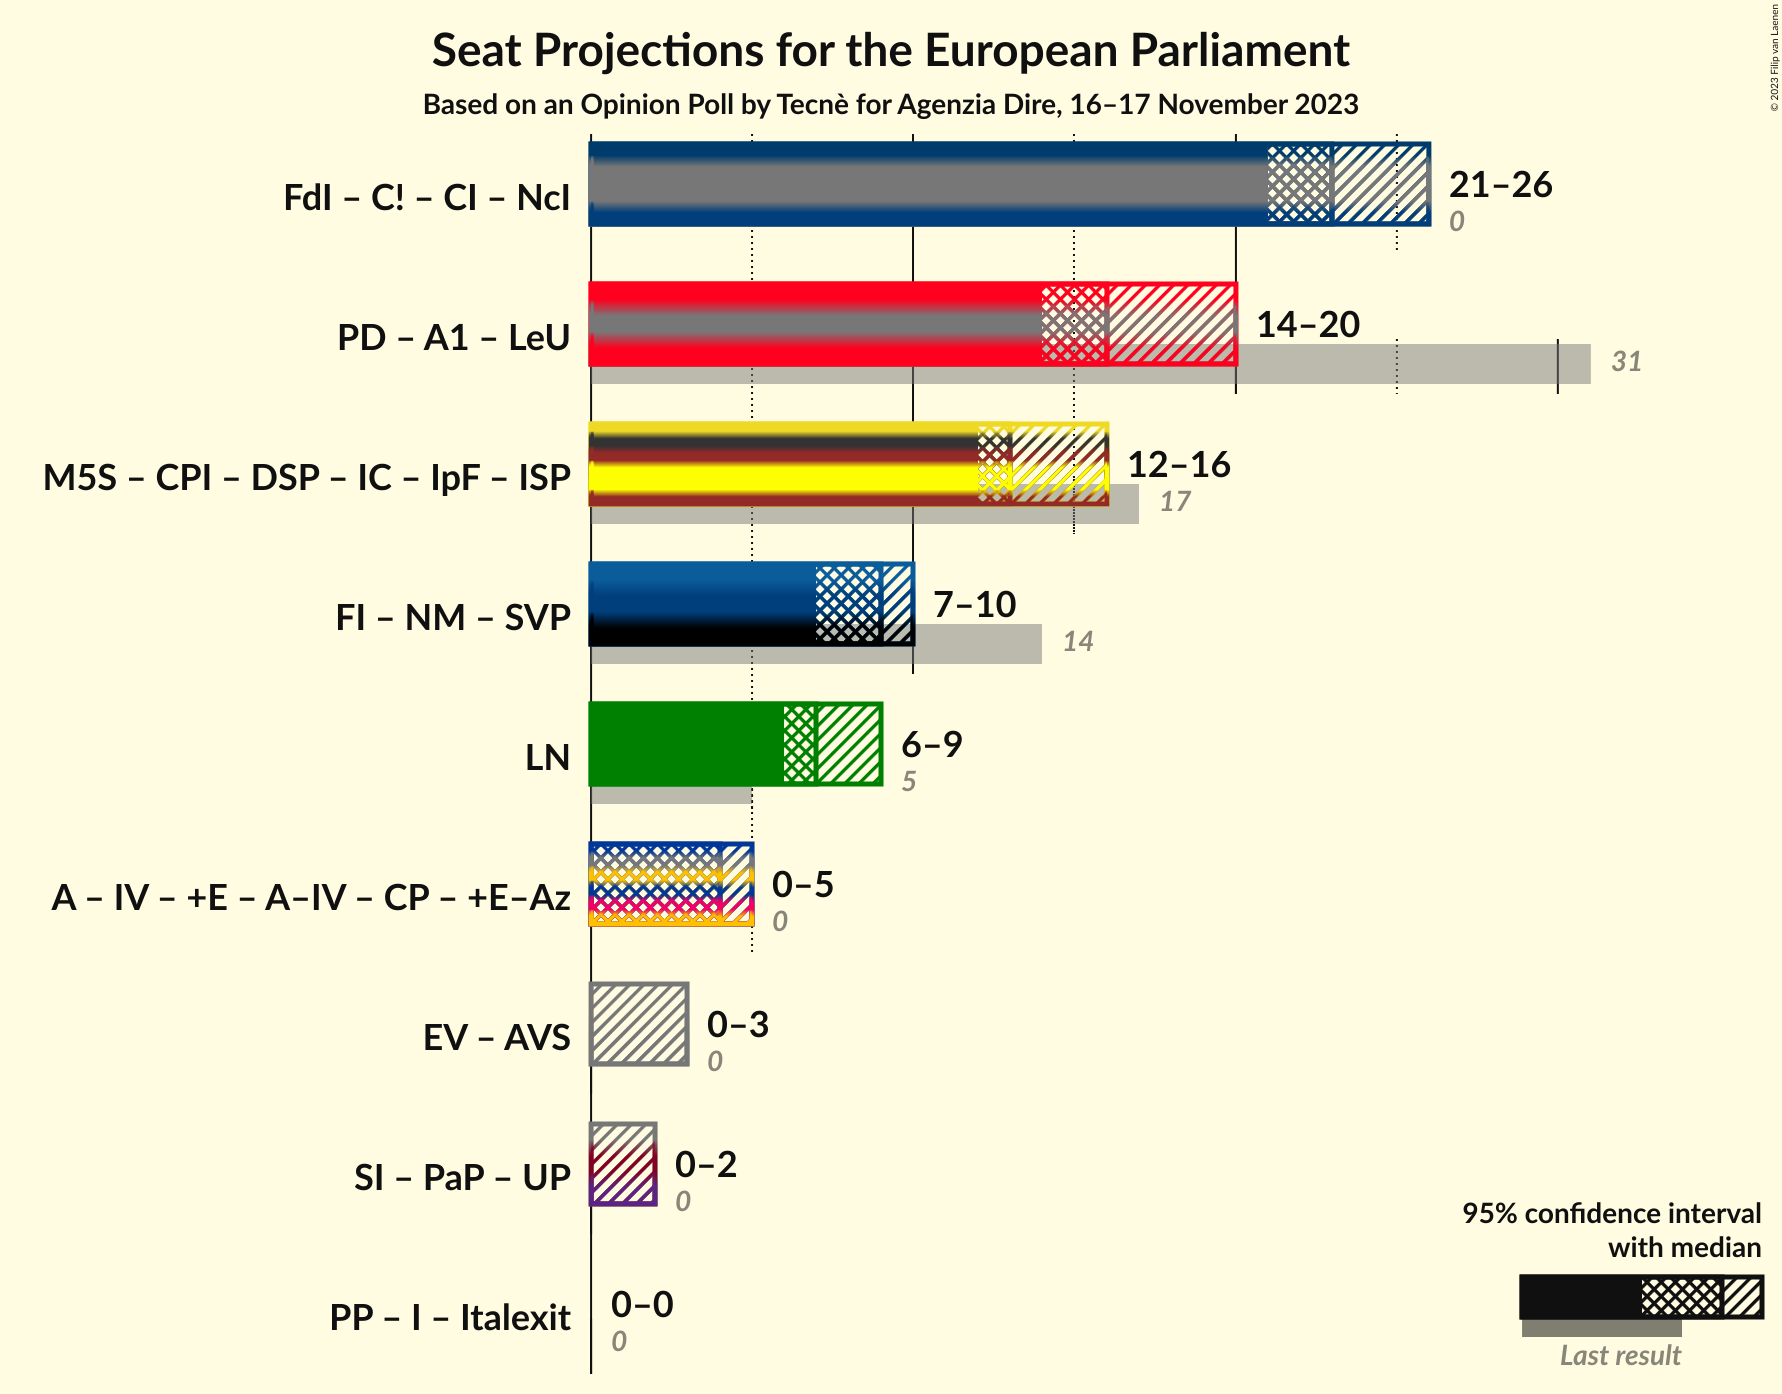 Seat Projections for the European Parliament
Based on an Opinion Poll by Tecnè for Agenzia Dire, 16–17 November 2023
© 2023 Filip van Laenen
FdI – C! – CI – NcI
21–26
0
PD – A1 – LeU
14–20
31
M5S – CPI – DSP – IC – IpF – ISP
12–16
17
FI – NM – SVP
7–10
14
LN
6–9
5
A – IV – +E – A–IV – CP – +E–Az
0–5
0
EV – AVS
0–3
0
SI – PaP – UP
0–2
0
PP – I – Italexit
0–0
0
95% confidence interval
with median
Last result